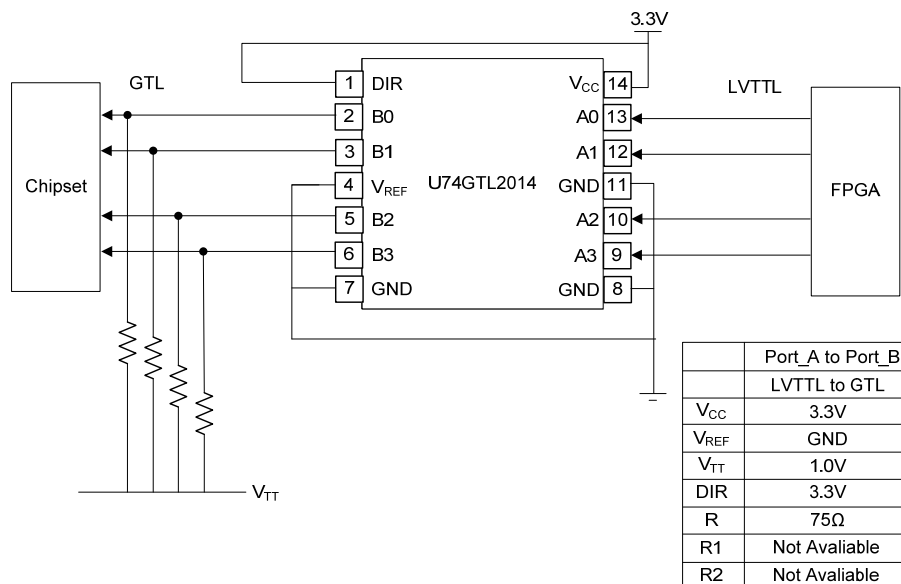 3.3V
GTL
LVTTL
Chipset
U74GTL2014
FPGA
1 DIR
2 B0
3 B1
4 VREF
5 B2
6 B3
7 GND
VCC 14
A0 13
A1 12
GND 11
A2 10
A3 9
GND 8
VTT
Port_A to Port_B
LVTTL to GTL
VCC 3.3V
VREF GND
VTT 1.0V
DIR 3.3V
R 75Ω
R1 Not Avaliable
R2 Not Avaliable